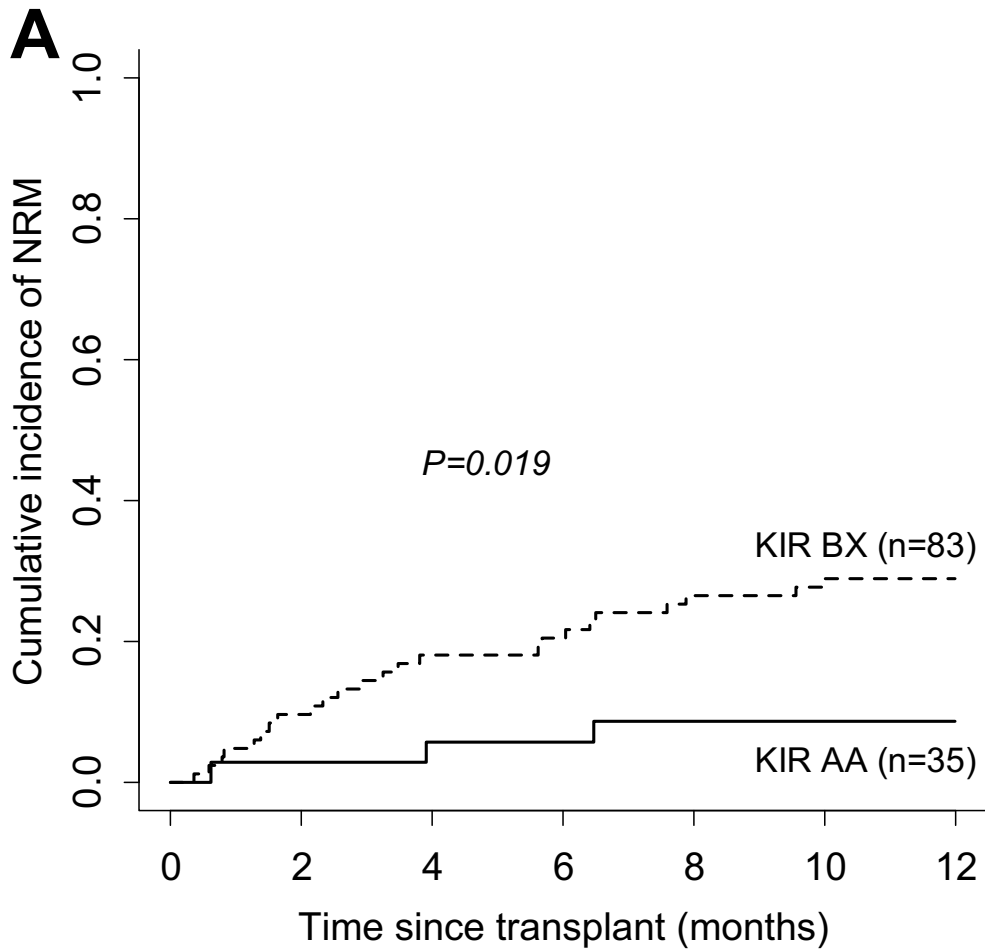 A
Cumulative incidence of NRM
1.0
0.8
0.6
0.4
0.2
0.0
P=0.019
KIR BX (n=83)
KIR AA (n=35)
0 2 4 6 8 10 12
Time since transplant (months)